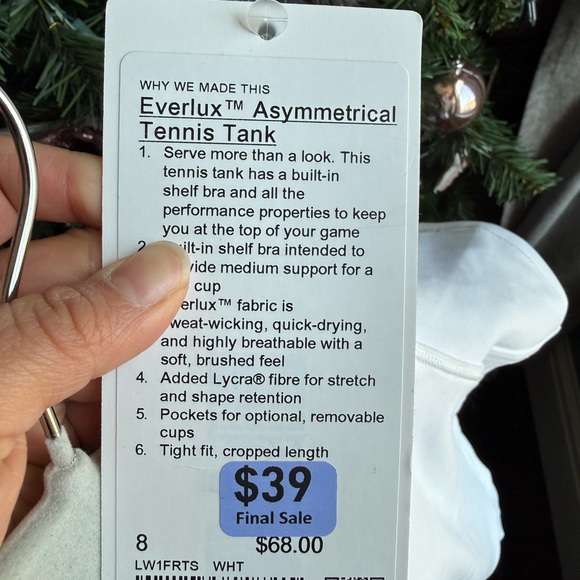 WHY WE MADE THIS
Everlux™ Asymmetrical
Tennis Tank
1. Serve more than a look. This
tennis tank has a built-in
shelf bra and all the
performance properties to keep
you at the top of your game
2. ilt-in shelf bra intended to
vide medium support for a
cup
erlux™ fabric is
weat-wicking, quick-drying,
and highly breathable with a
soft, brushed feel
4. Added Lycra® fibre for stretch
and shape retention
5. Pockets for optional, removable
cups
6. Tight fit, cropped length
$39
Final Sale
8 $68.00
LW1FRTS WHT